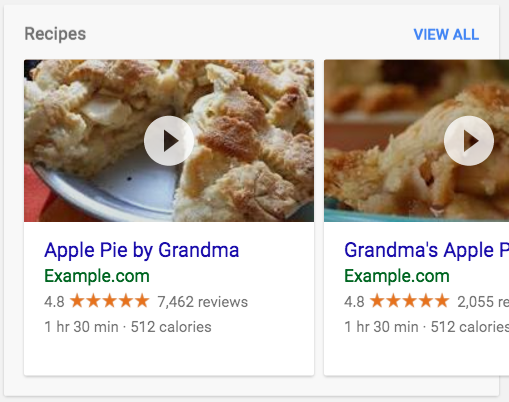 Recipes
VIEW ALL
Apple Pie by Grandma
Example.com
4.8 ★★★★★ 7,462 reviews
1 hr 30 min · 512 calories
Grandma's Apple P
Example.com
4.8 ★★★★★ 2,055 re
1 hr 30 min · 512 calories